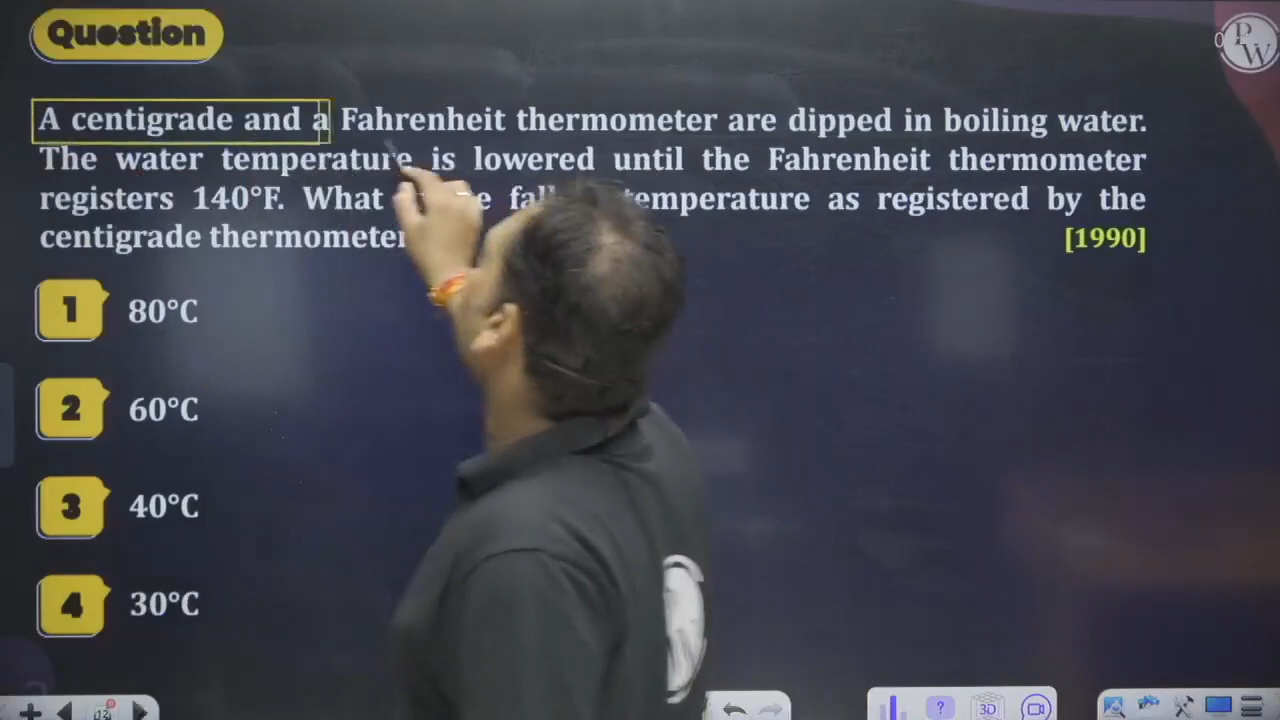 Question
PW
A centigrade and a Fahrenheit thermometer are dipped in boiling water.
The water temperature is lowered until the Fahrenheit thermometer
registers 140°F. What temperature as registered by the
centigrade thermometer
[1990]
1 80°C
2 60°C
3 40°C
4 30°C
? 3D